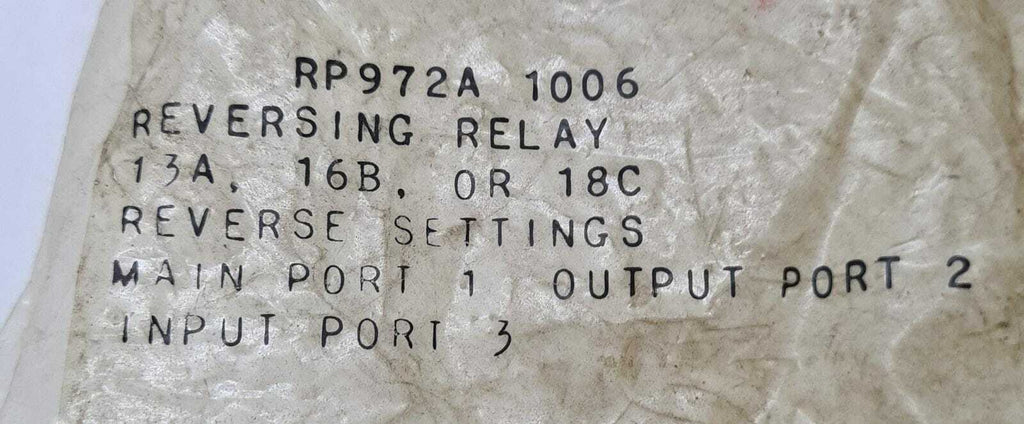 RP972A 1006
REVERSING RELAY
13A, 16B, OR 18C
REVERSE SETTINGS
MAIN PORT 1 OUTPUT PORT 2
INPUT PORT 3